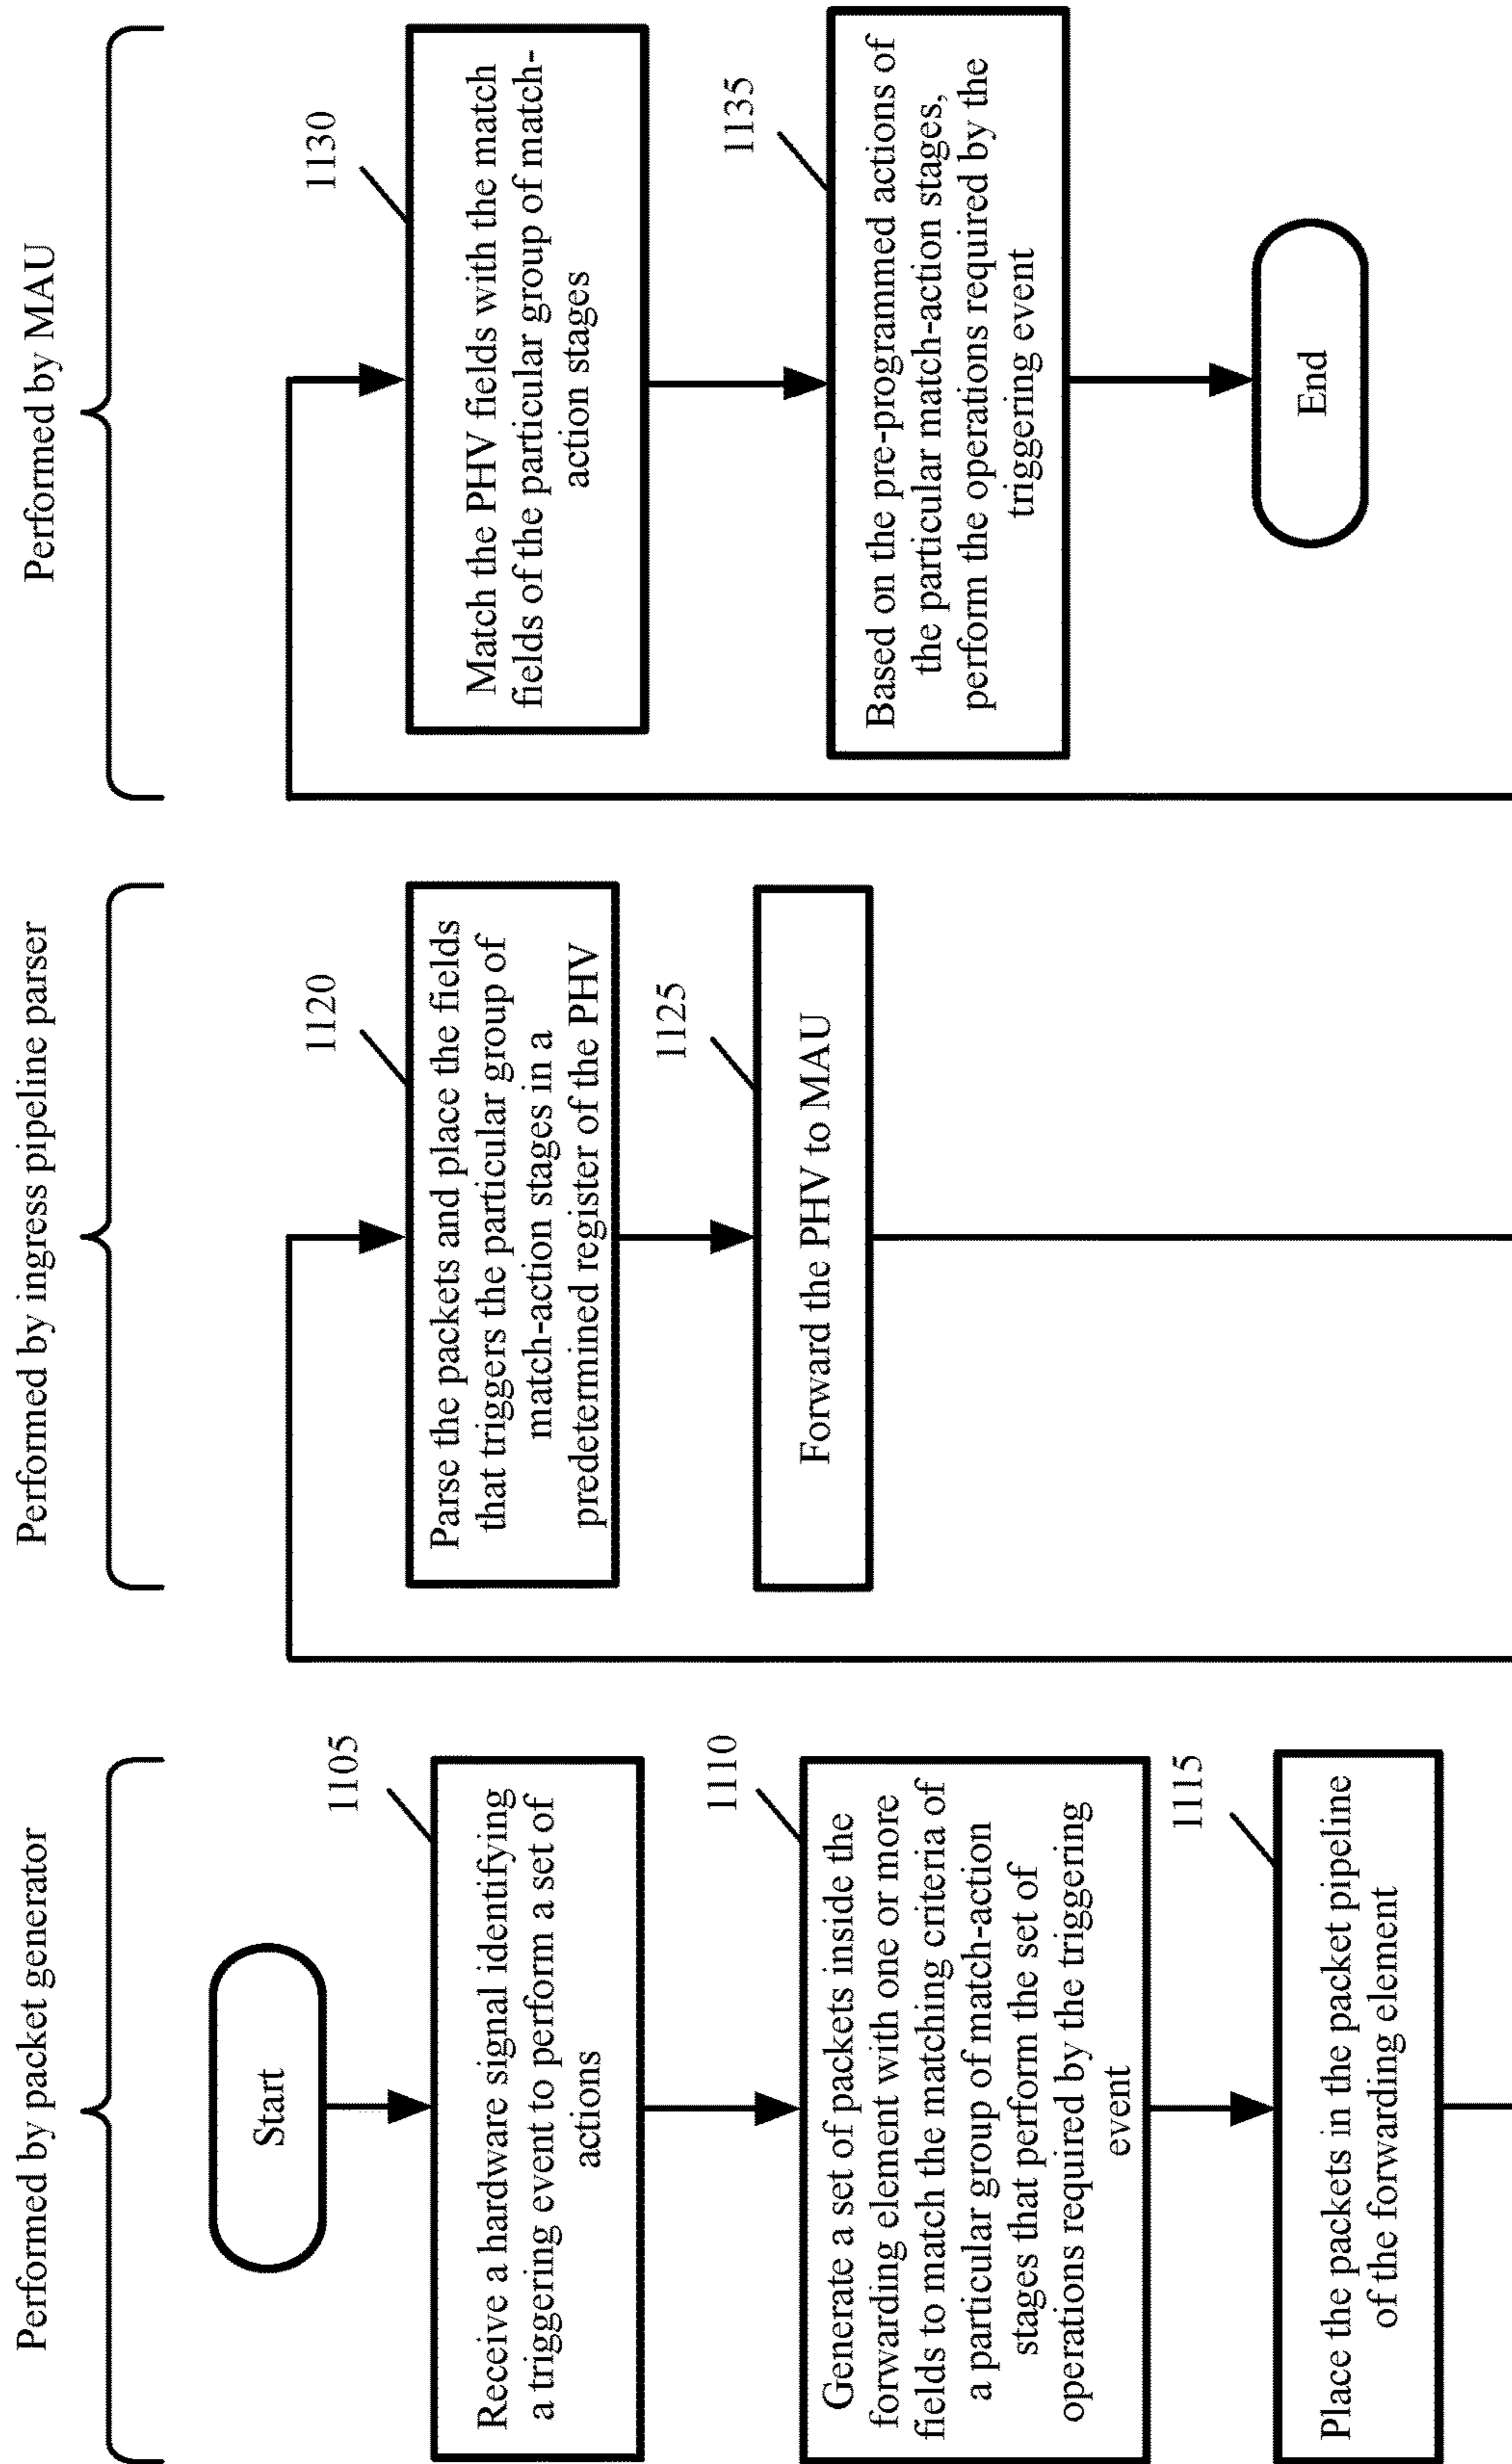 Performed by packet generator
Start
1105
Receive a hardware signal identifying
a triggering event to perform a set of
actions
1110
Generate a set of packets inside the
forwarding element with one or more
fields to match the matching criteria of
a particular group of match-action
stages that perform the set of
operations required by the triggering
event
1115
Place the packets in the packet pipeline
of the forwarding element
Performed by ingress pipeline parser
1120
Parse the packets and place the fields
that triggers the particular group of
match-action stages in a
predetermined register of the PHV
1125
Forward the PHV to MAU
Performed by MAU
1130
Match the PHV fields with the match
fields of the particular group of match-
action stages
1135
Based on the pre-programmed actions of
the particular match-action stages,
perform the operations required by the
triggering event
End